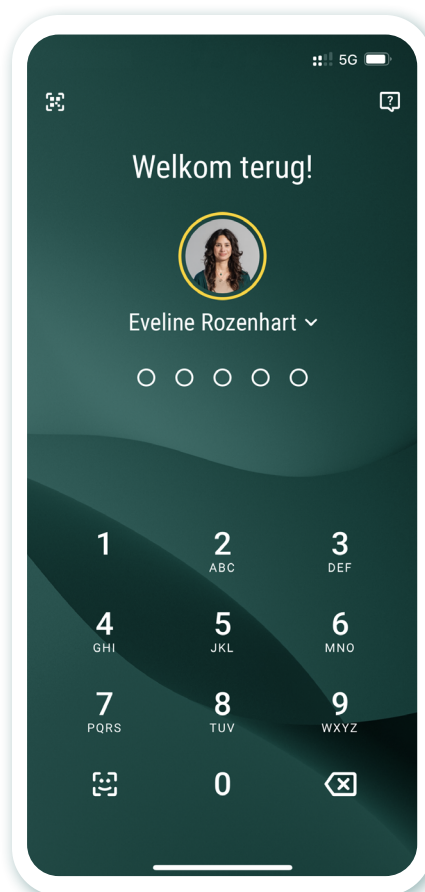 5G
?
Welkom terug!
Eveline Rozenhart
1 2 3
ABC DEF
4 5 6
GHI JKL MNO
7 8 9
PQRS TUV WXYZ
0